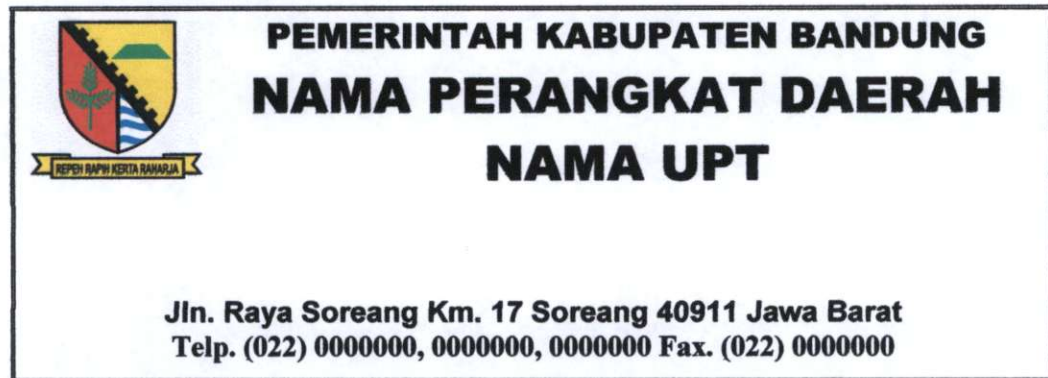 PEMERINTAH KABUPATEN BANDUNG
NAMA PERANGKAT DAERAH
NAMA UPT
REPEH RAPIH KERTA RAHARJA
Jln. Raya Soreang Km. 17 Soreang 40911 Jawa Barat
Telp. (022) 0000000, 0000000, 0000000 Fax. (022) 0000000